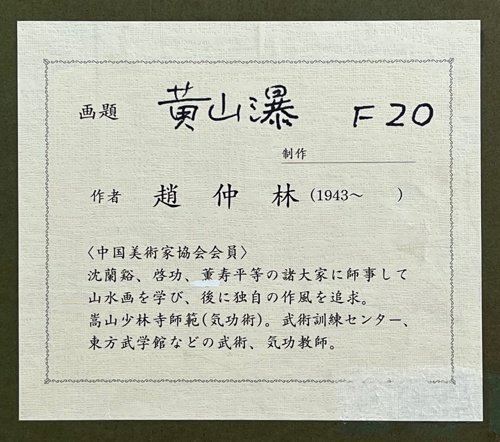 画題 黄山瀑 F20
制作
作者 趙仲林 (1943～ )
〈中国美術家協会会員〉
沈蘭谿、啓功、董寿平等の諸大家に師事して
山水画を学び、後に独自の作風を追求。
嵩山少林寺師範(気功術)。武術訓練センター、
東方武学館などの武術、気功教師。